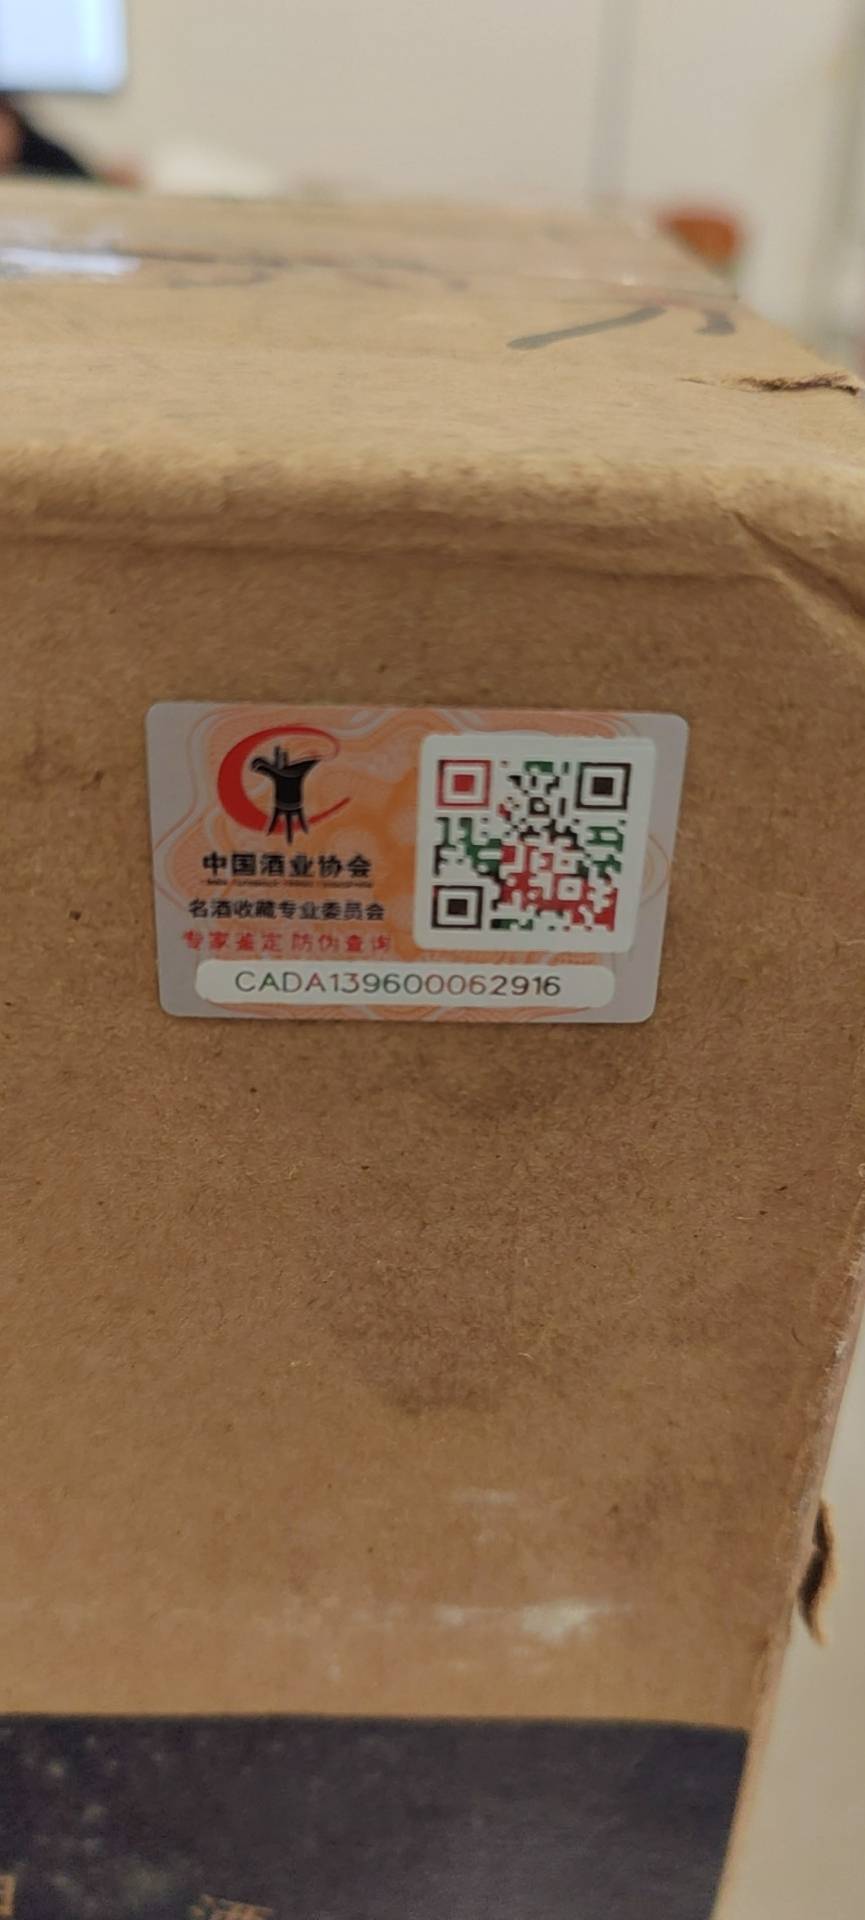 中国酒业协会
名酒收藏专业委员会
专家鉴定 防伪查询
CADA139600062916